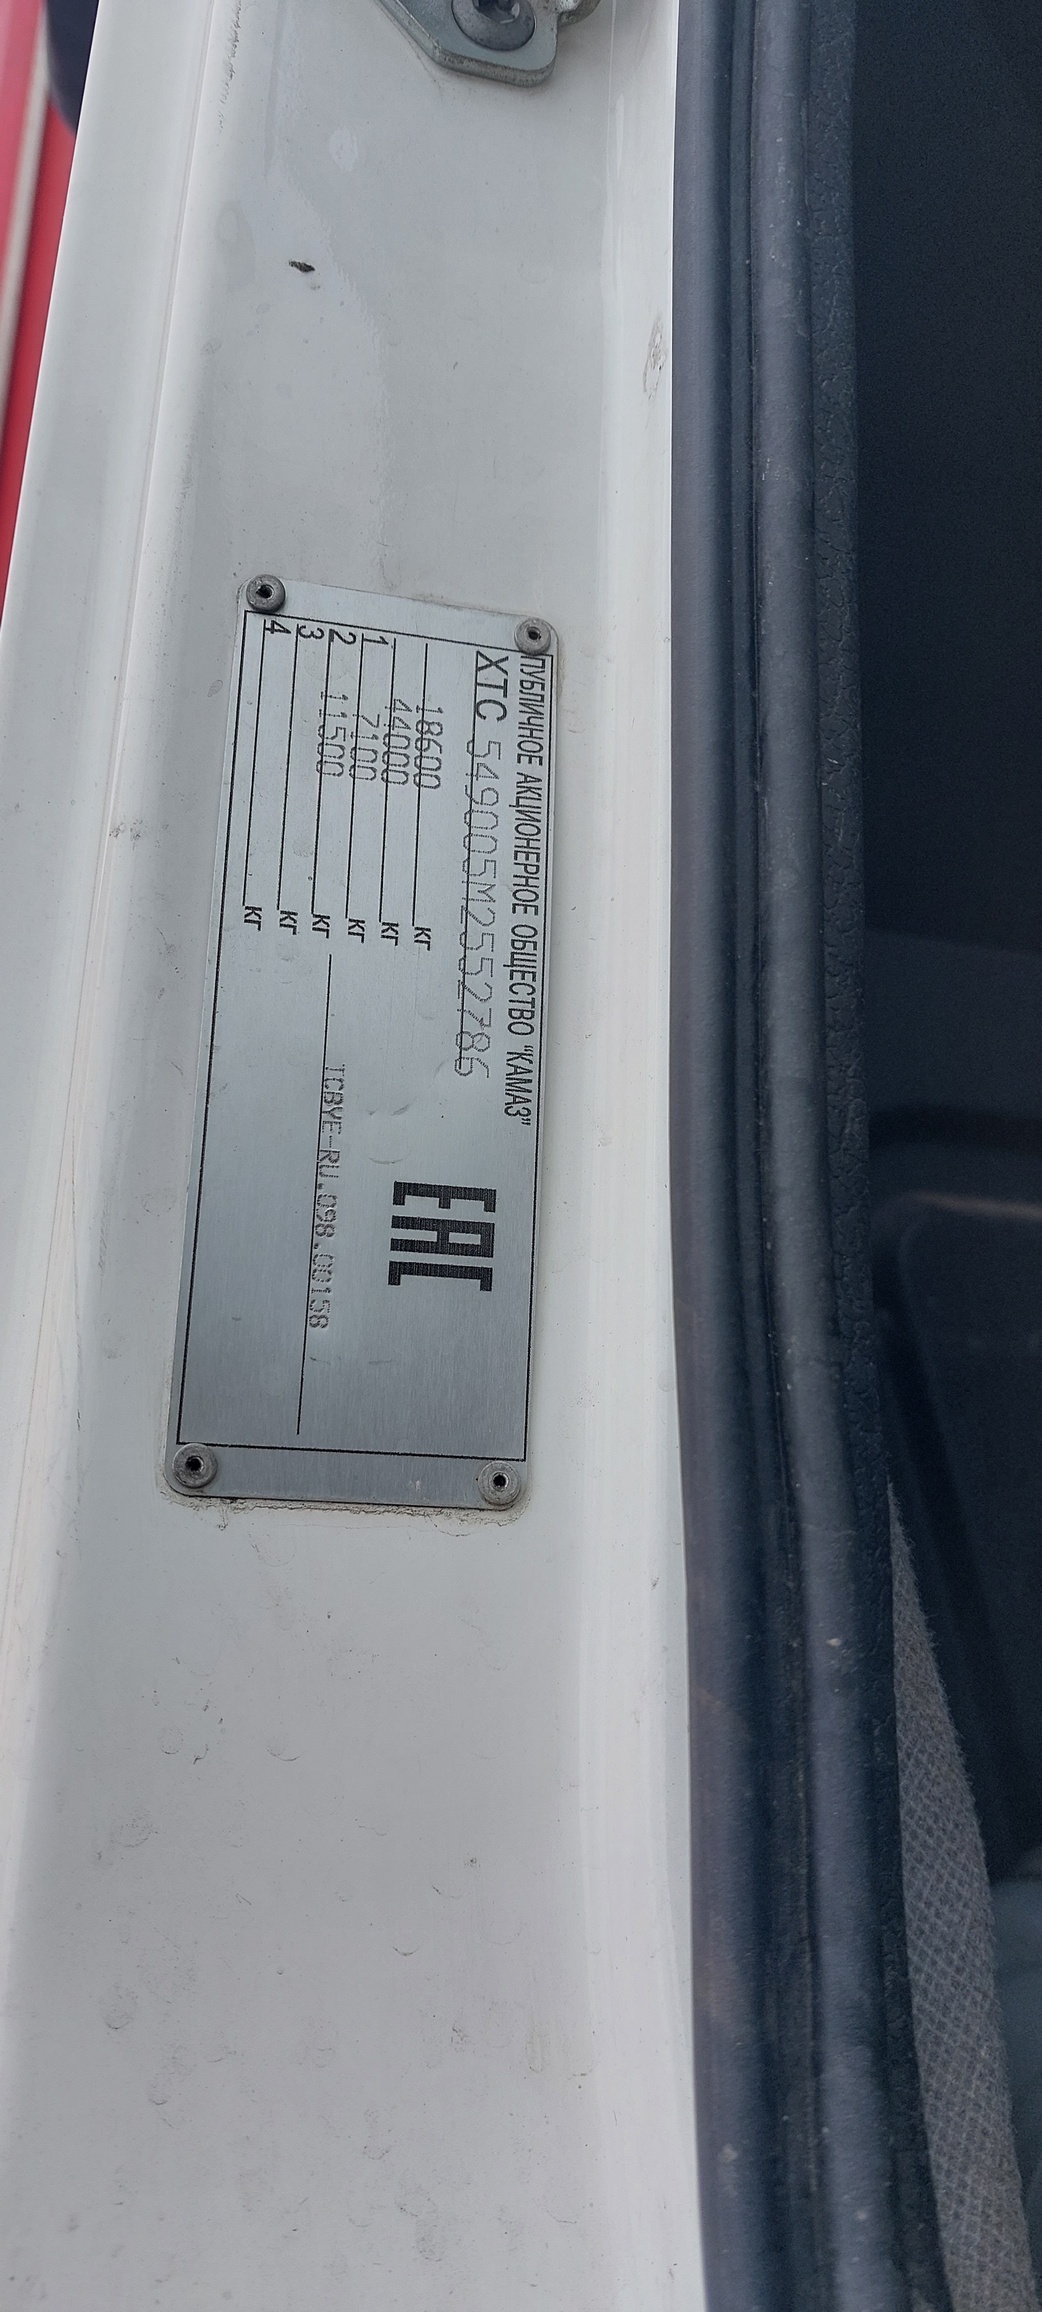 ПУБЛИЧНОЕ АКЦИОНЕРНОЕ ОБЩЕСТВО "КАМАЗ"
XTC 549005M2552786
18600 кг
44000 кг
1 7100 кг
2 11500 кг
3 кг
4 кг
EAC
TCBYE-RU.098.00158